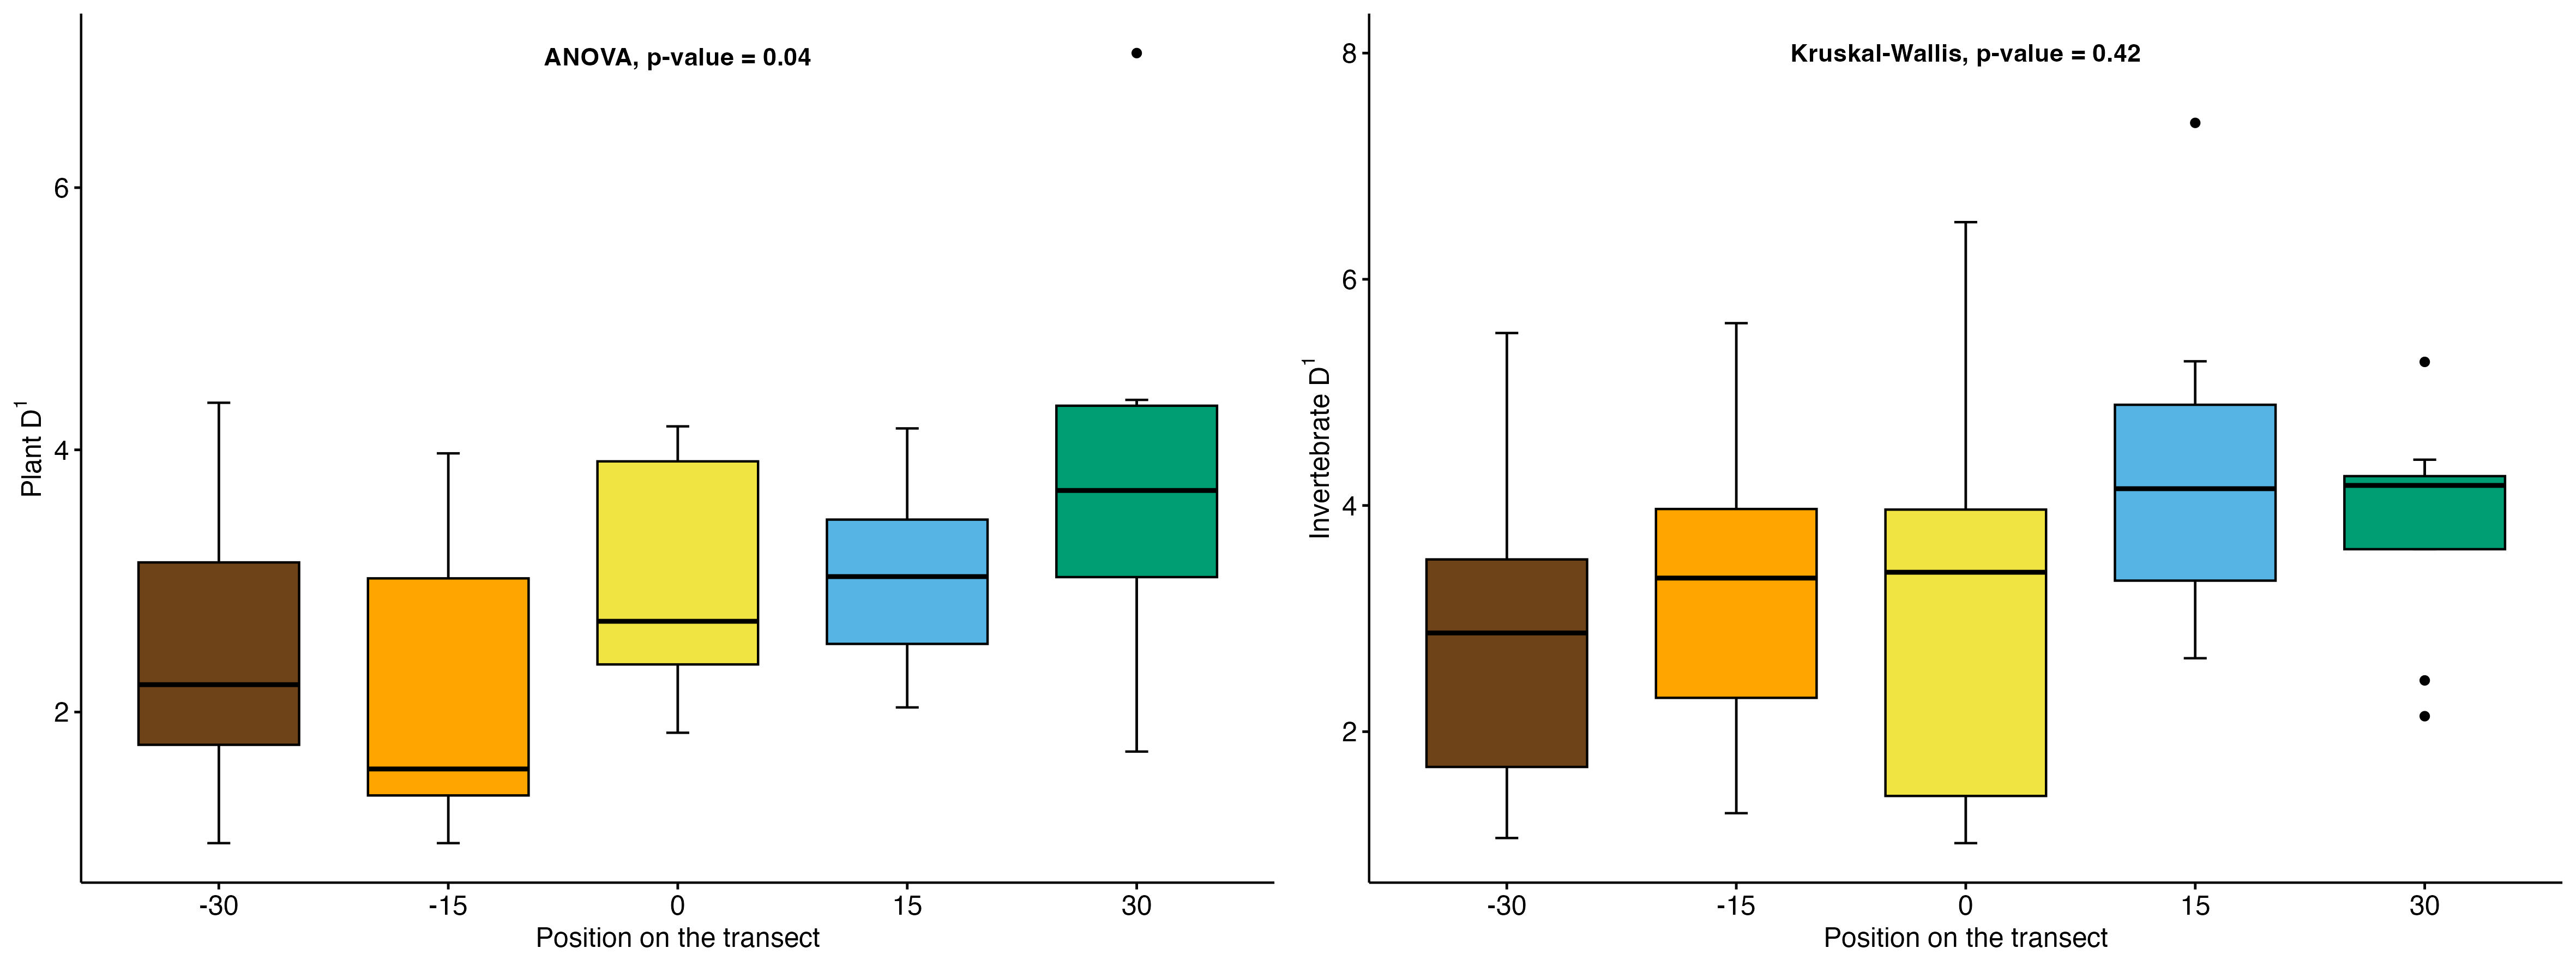 ANOVA, p-value = 0.04
6
4
2
Plant D¹
-30 -15 0 15 30
Position on the transect
Kruskal-Wallis, p-value = 0.42
8
6
4
2
Invertebrate D¹
-30 -15 0 15 30
Position on the transect